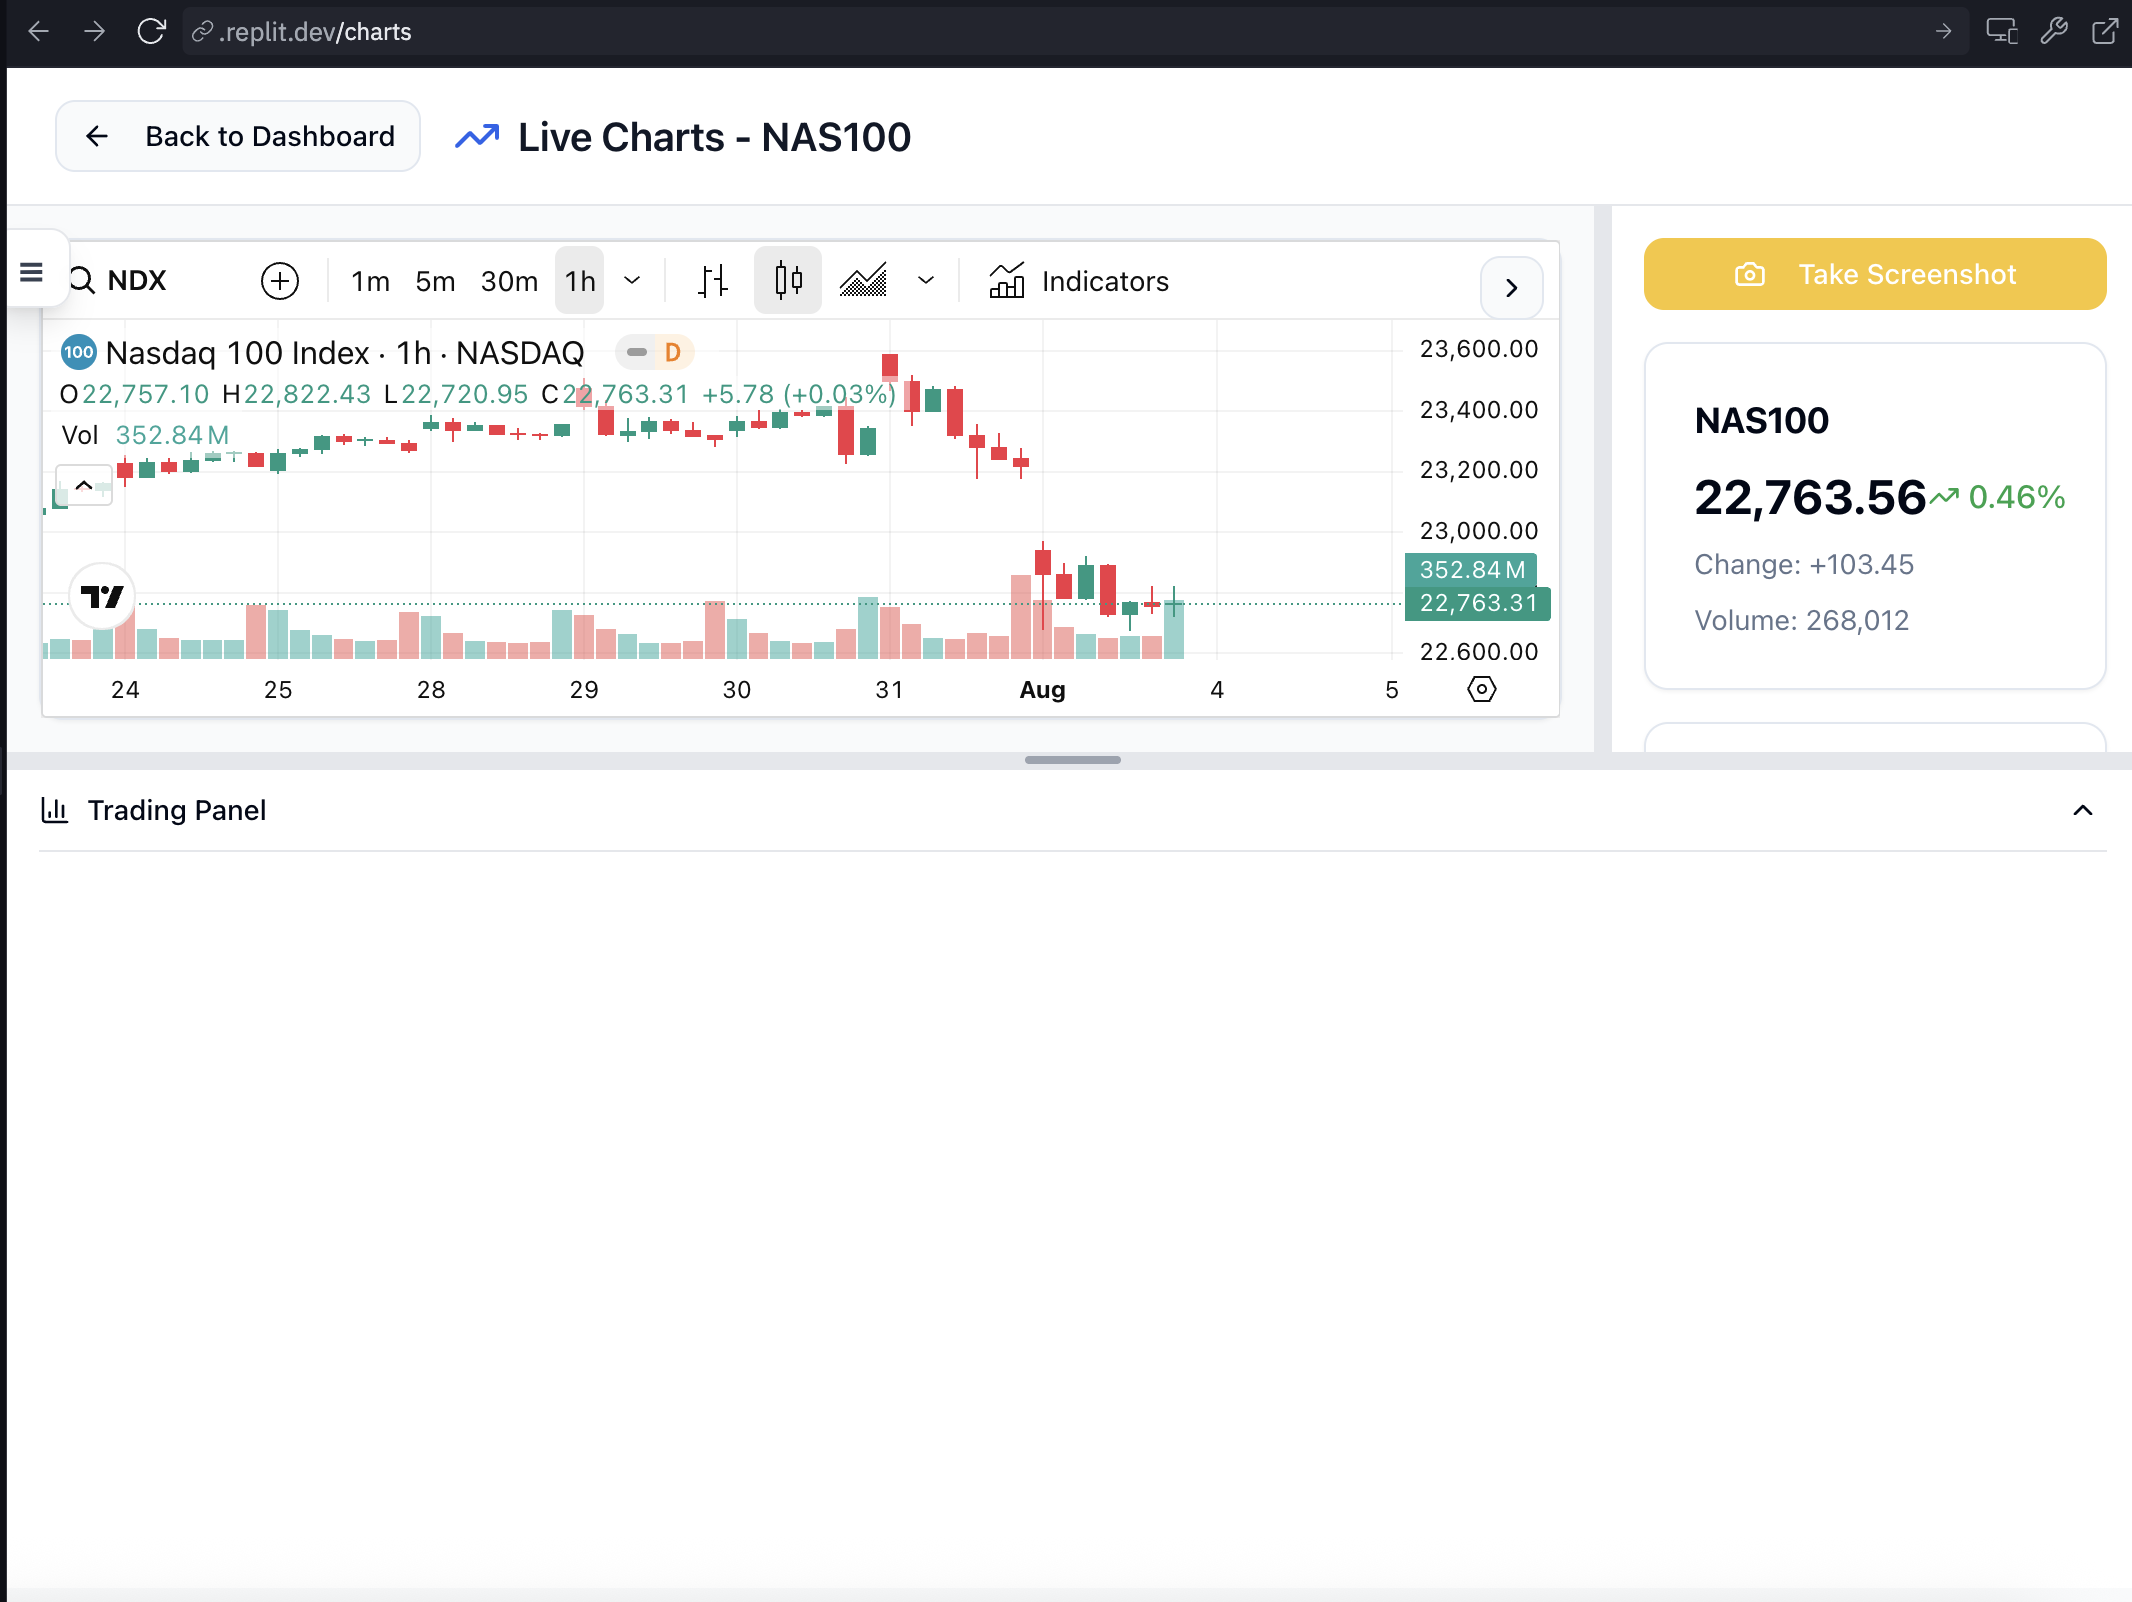 .replit.dev/charts
Back to Dashboard
Live Charts - NAS100
NDX
1m 5m 30m 1h
Indicators
Take Screenshot
100 Nasdaq 100 Index · 1h · NASDAQ D
O22,757.10 H22,822.43 L22,720.95 C22,763.31 +5.78 (+0.03%)
Vol 352.84M
23,600.00
23,400.00
23,200.00
23,000.00
352.84M
22,763.31
22,600.00
24 25 28 29 30 31 Aug 4 5
NAS100
22,763.56 0.46%
Change: +103.45
Volume: 268,012
Trading Panel